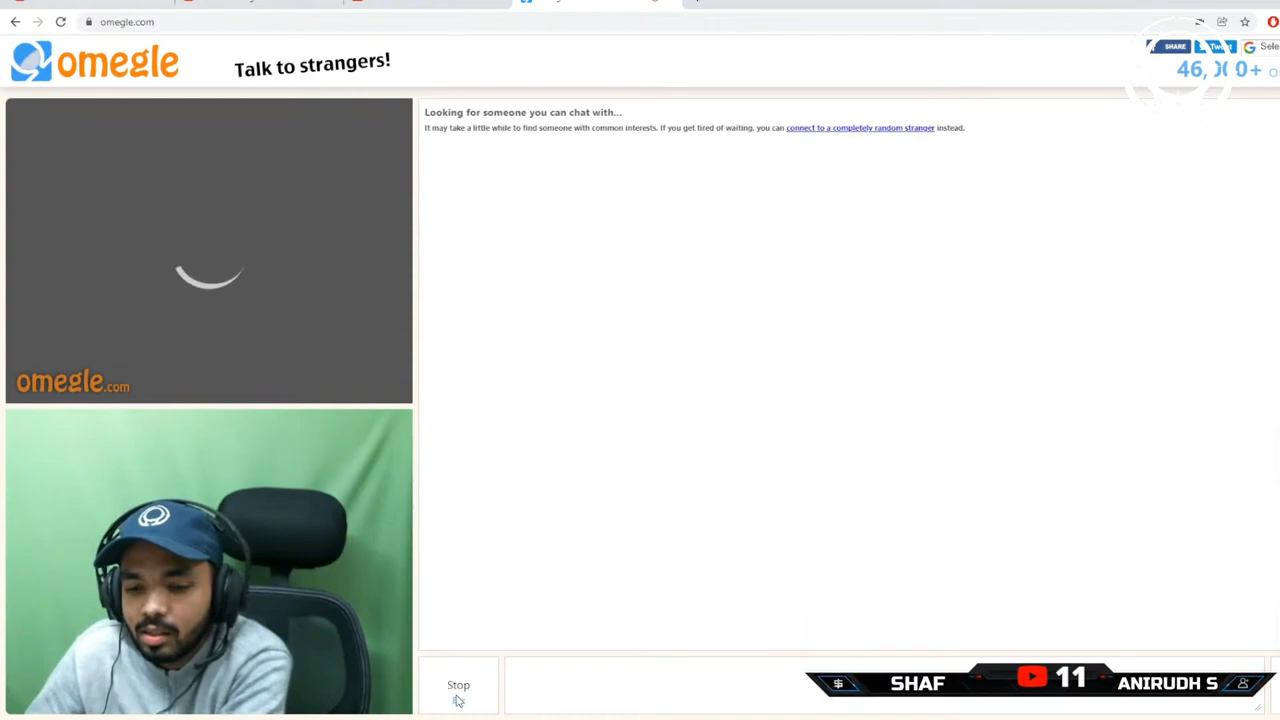 omegle.com
omegle
Talk to strangers!
SHARE
Tweet
Sele
Looking for someone you can chat with...
It may take a little while to find someone with common interests. If you get tired of waiting, you can connect to a completely random stranger instead.
omegle.com
Stop
SHAF
11
ANIRUDH S